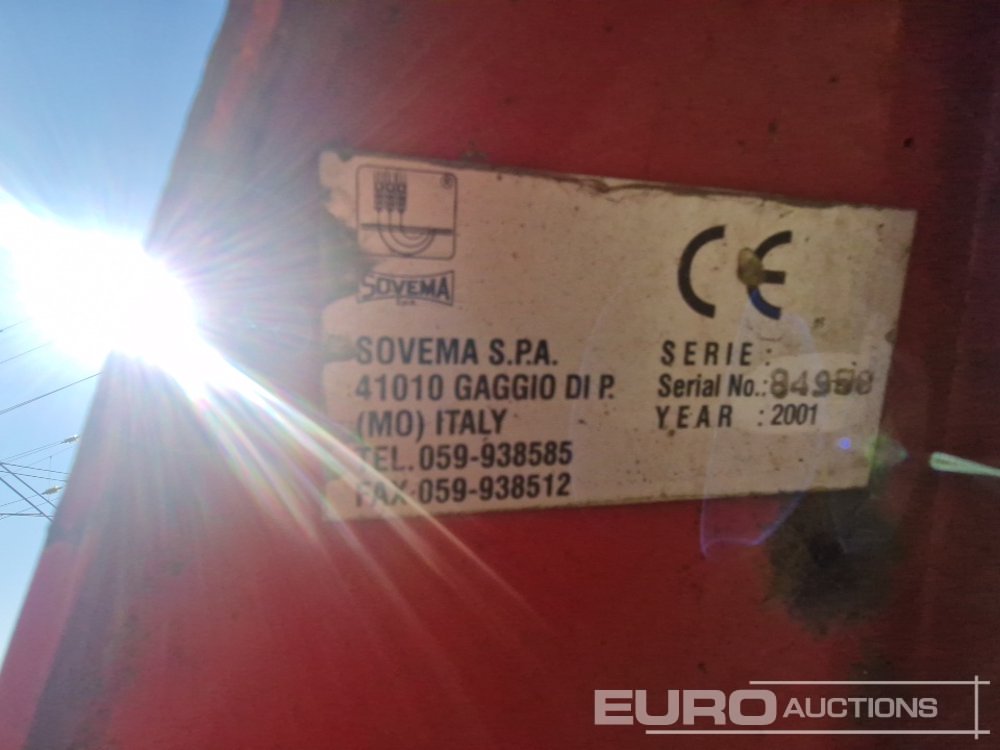 ®
SOVEMA
SOVEMA S.P.A.
41010 GAGGIO DI P.
(MO) ITALY
TEL. 059-938585
FAX 059-938512
CE
SERIE :
Serial No.:
YEAR : 2001
EURO AUCTIONS